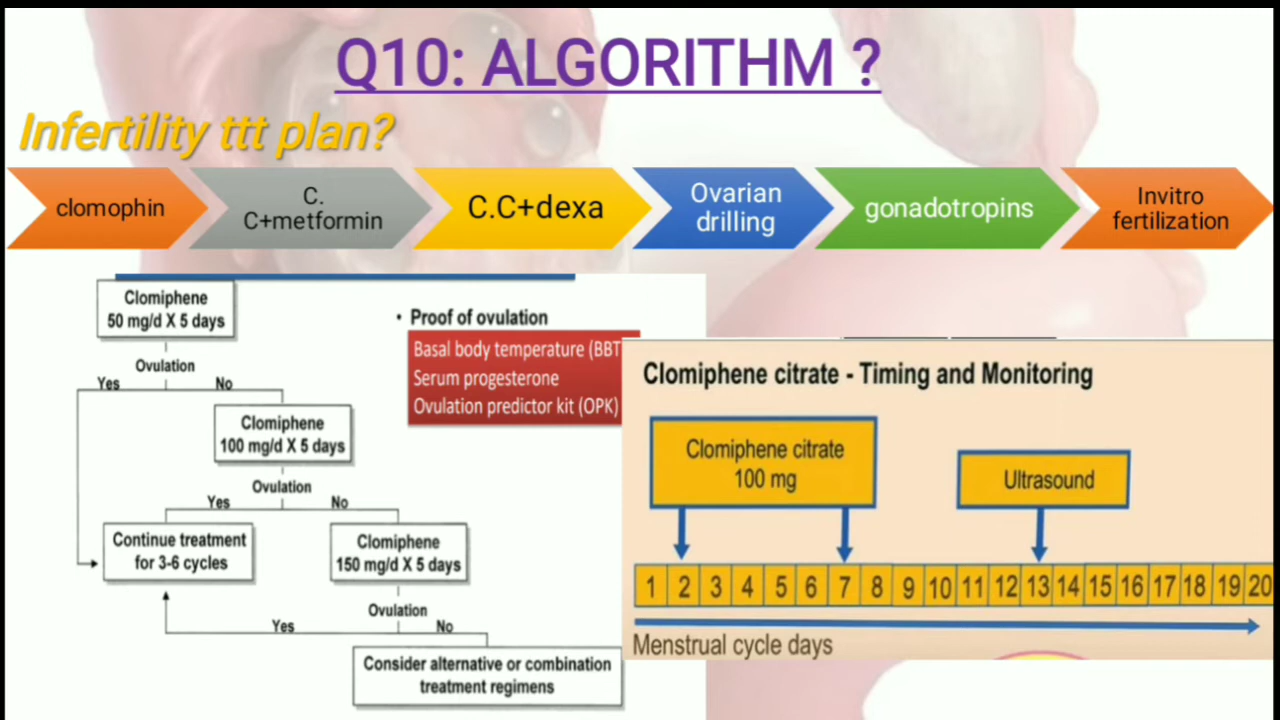 Q10: ALGORITHM ?
Infertility ttt plan?
clomophin
C.
C+metformin
C.C+dexa
Ovarian
drilling
gonadotropins
Invitro
fertilization
Clomiphene
50 mg/d X 5 days
Ovulation
Yes
No
Clomiphene
100 mg/d X 5 days
Ovulation
Yes
No
Continue treatment
for 3-6 cycles
Clomiphene
150 mg/d X 5 days
Ovulation
Yes
No
Consider alternative or combination
treatment regimens
• Proof of ovulation
Basal body temperature (BBT
Serum progesterone
Ovulation predictor kit (OPK)
Clomiphene citrate - Timing and Monitoring
Clomiphene citrate
100 mg
Ultrasound
1 2 3 4 5 6 7 8 9 10 11 12 13 14 15 16 17 18 19 20
Menstrual cycle days